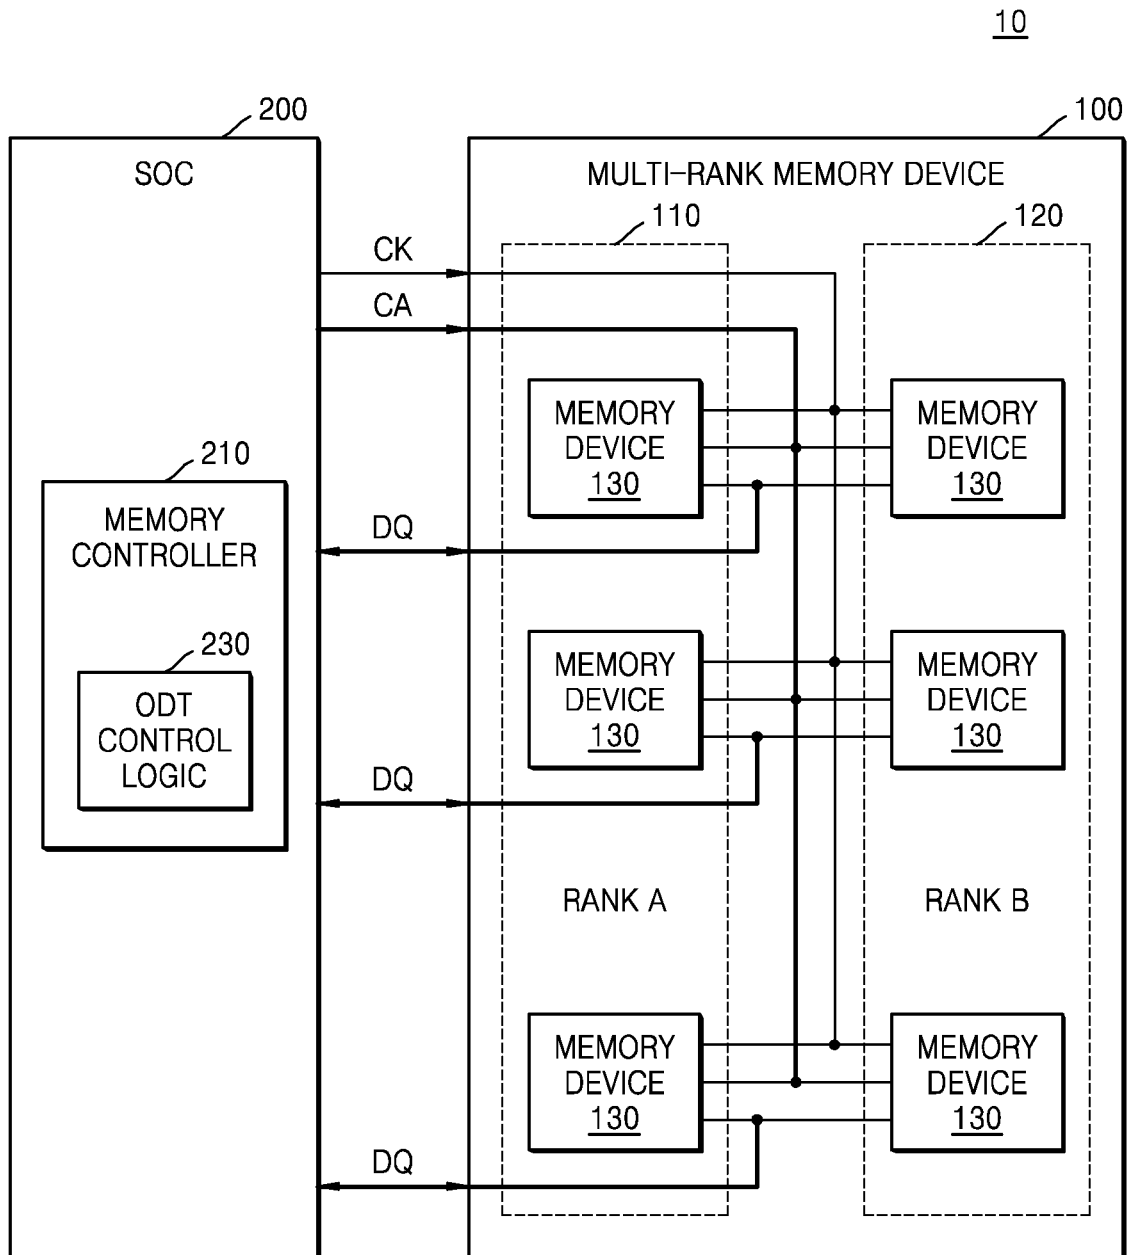 10
200
100
SOC
MULTI-RANK MEMORY DEVICE
110
120
CK
CA
MEMORY
DEVICE
130
MEMORY
DEVICE
130
210
MEMORY
CONTROLLER
DQ
230
ODT
CONTROL
LOGIC
MEMORY
DEVICE
130
MEMORY
DEVICE
130
DQ
RANK A
RANK B
MEMORY
DEVICE
130
MEMORY
DEVICE
130
DQ